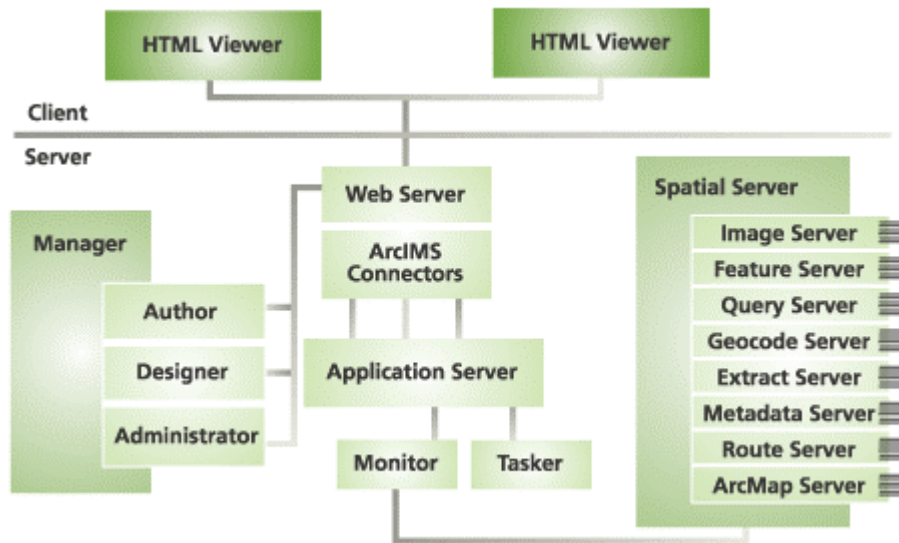 HTML Viewer
HTML Viewer
Client
Server
Web Server
ArcIMS
Connectors
Application Server
Monitor
Tasker
Manager
Author
Designer
Administrator
Spatial Server
Image Server
Feature Server
Query Server
Geocode Server
Extract Server
Metadata Server
Route Server
ArcMap Server